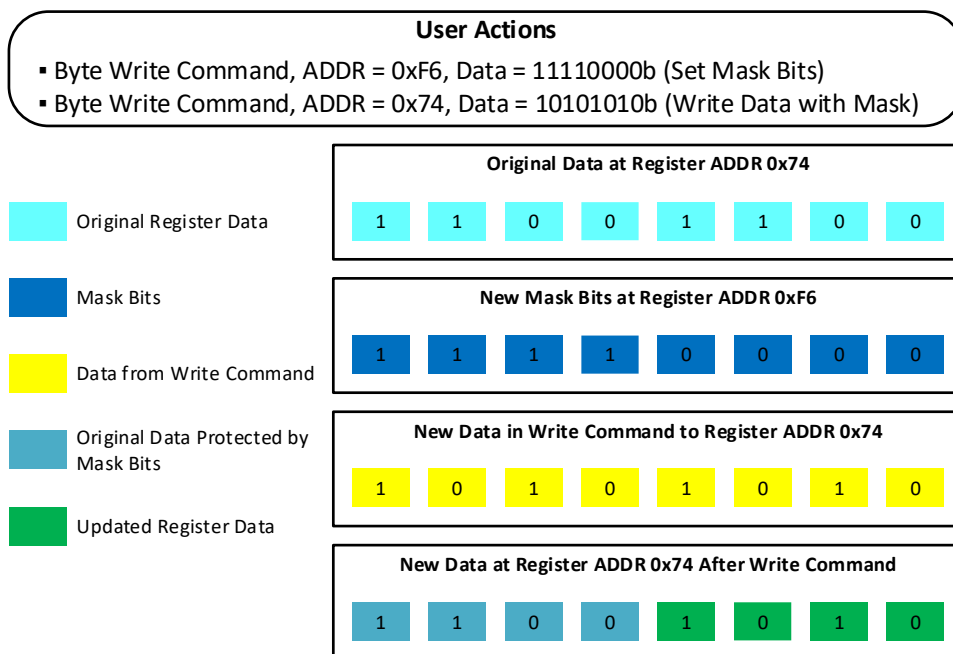 User Actions
▪ Byte Write Command, ADDR = 0xF6, Data = 11110000b (Set Mask Bits)
▪ Byte Write Command, ADDR = 0x74, Data = 10101010b (Write Data with Mask)
Original Register Data
Mask Bits
Data from Write Command
Original Data Protected by
Mask Bits
Updated Register Data
Original Data at Register ADDR 0x74
1 1 0 0 1 1 0 0
New Mask Bits at Register ADDR 0xF6
1 1 1 1 0 0 0 0
New Data in Write Command to Register ADDR 0x74
1 0 1 0 1 0 1 0
New Data at Register ADDR 0x74 After Write Command
1 1 0 0 1 0 1 0